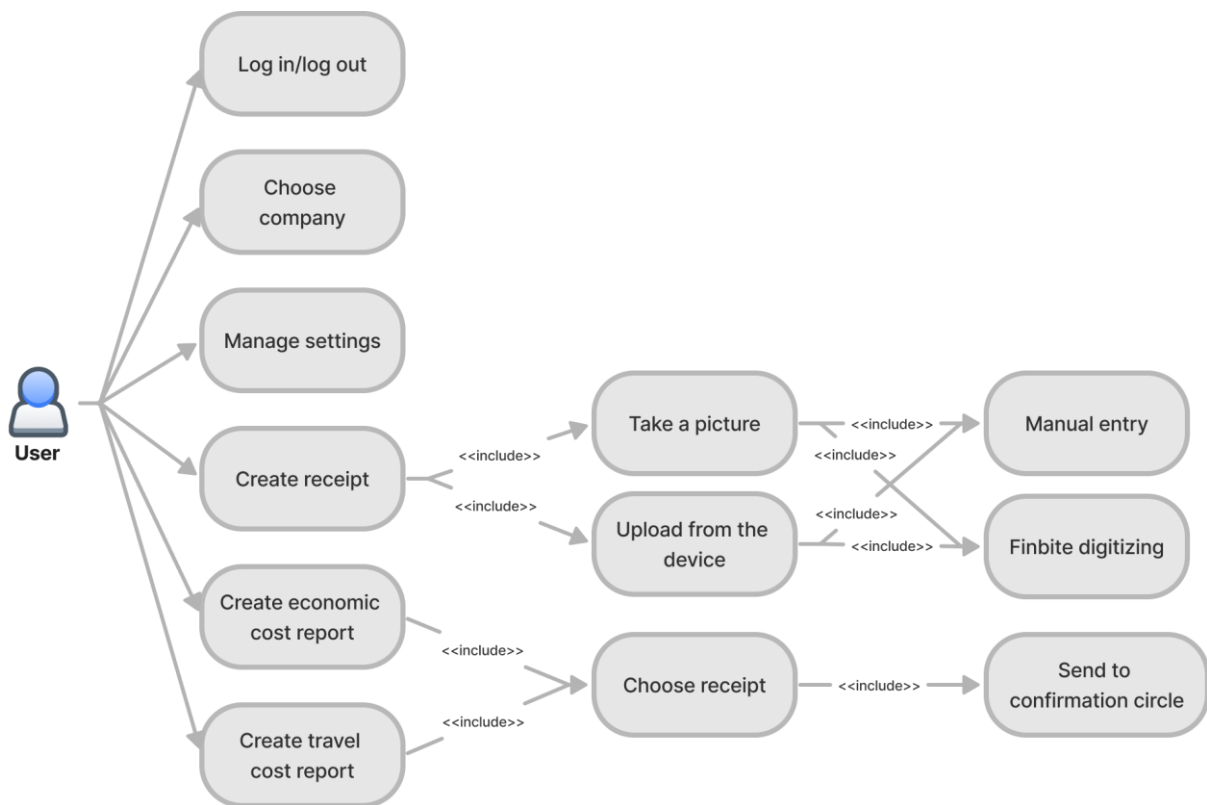 Log in/log out
Choose
company
Manage settings
User
Create receipt
<<include>>
<<include>>
Take a picture
<<include>>
<<include>>
Manual entry
Upload from the
device
<<include>>
<<include>>
Finbite digitizing
Create economic
cost report
<<include>>
Create travel
cost report
<<include>>
Choose receipt
<<include>>
Send to
confirmation circle